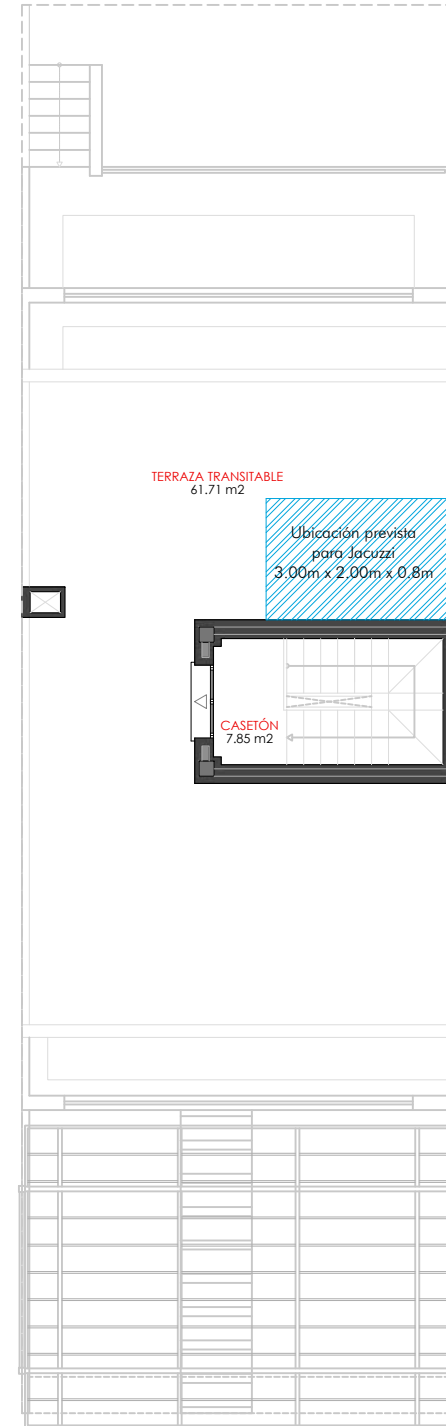 TERRAZA TRANSITABLE
61.71 m2
Ubicación prevista
para Jacuzzi
3.00m x 2.00m x 0.8m
CASETÓN
7.85 m2